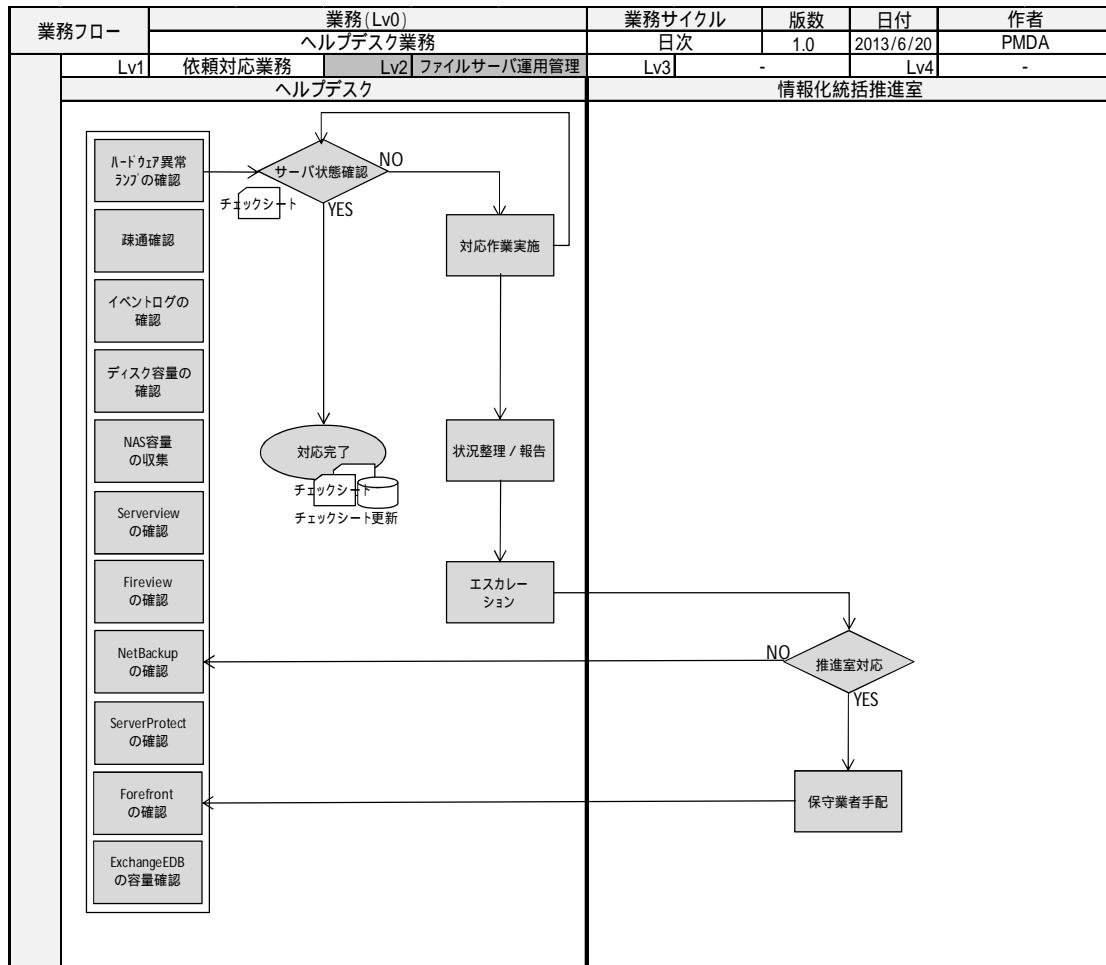 業務フロー
業務(Lv0)
業務サイクル
版数
日付
作者
ヘルプデスク業務
日次
1.0
2013/6/20
PMDA
Lv1
依頼対応業務
Lv2
ファイルサーバ運用管理
Lv3
-
Lv4
-
ヘルプデスク
情報化統括推進室
ハードウェア異常
ランプの確認
疎通確認
イベントログの
確認
ディスク容量の
確認
NAS容量
の収集
Serverview
の確認
Fireview
の確認
NetBackup
の確認
ServerProtect
の確認
Forefront
の確認
ExchangeEDB
の容量確認
サーバ状態確認
NO
チェックシート
YES
対応作業実施
対応完了
チェックシート
チェックシート更新
状況整理/報告
エスカレー
ション
NO
推進室対応
YES
保守業者手配